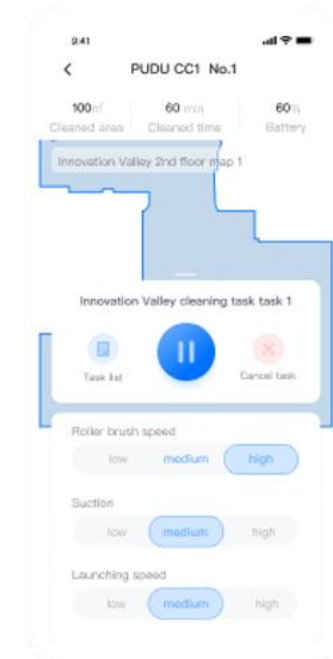 9:41
PUDU CC1 No.1
100㎡ 60 min 60%
Cleaned area Cleaned time Battery
Innovation Valley 2nd floor map 1
Innovation Valley cleaning task task 1
Task list Cancel task
Roller brush speed
low medium high
Suction
low medium high
Launching speed
low medium high